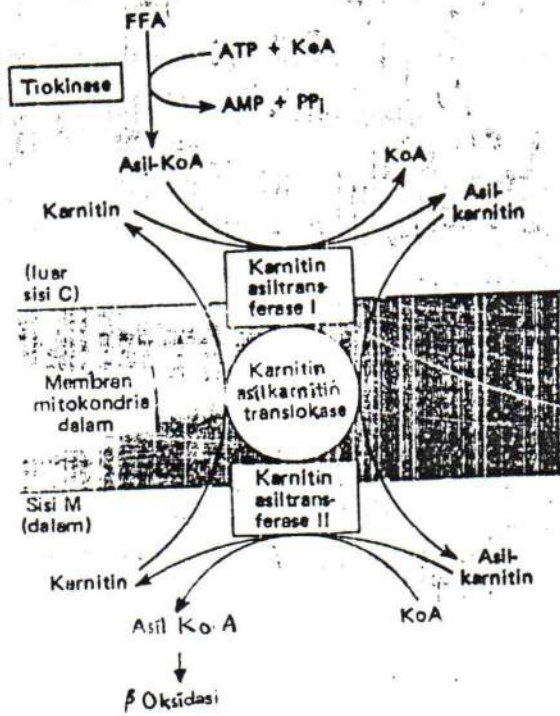 FFA
ATP + KoA
Tiokinase
AMP + PPi
Asil-KoA
KoA
Karnitin
Asil-
karnitin
(luar
sisi C)
Karnitin
asiltrans-
ferase I
Membran
mitokondria
dalam
Karnitin
asilkarnitin
translokase
Sisi M
(dalam)
Karnitin
asiltrans-
ferase II
Karnitin
Asil-
karnitin
Asil Ko.A
KoA
β Oksidasi